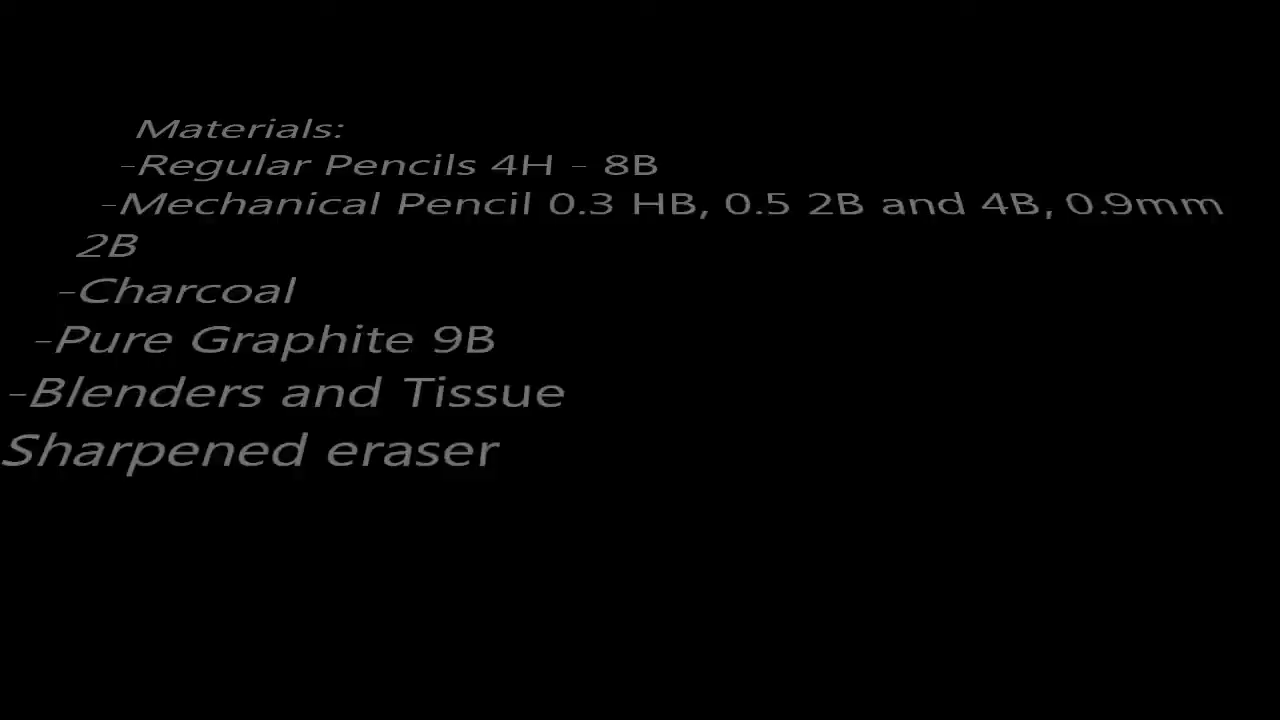 Materials:
-Regular Pencils 4H - 8B
-Mechanical Pencil 0.3 HB, 0.5 2B and 4B, 0.9mm
2B
-Charcoal
-Pure Graphite 9B
-Blenders and Tissue
Sharpened eraser